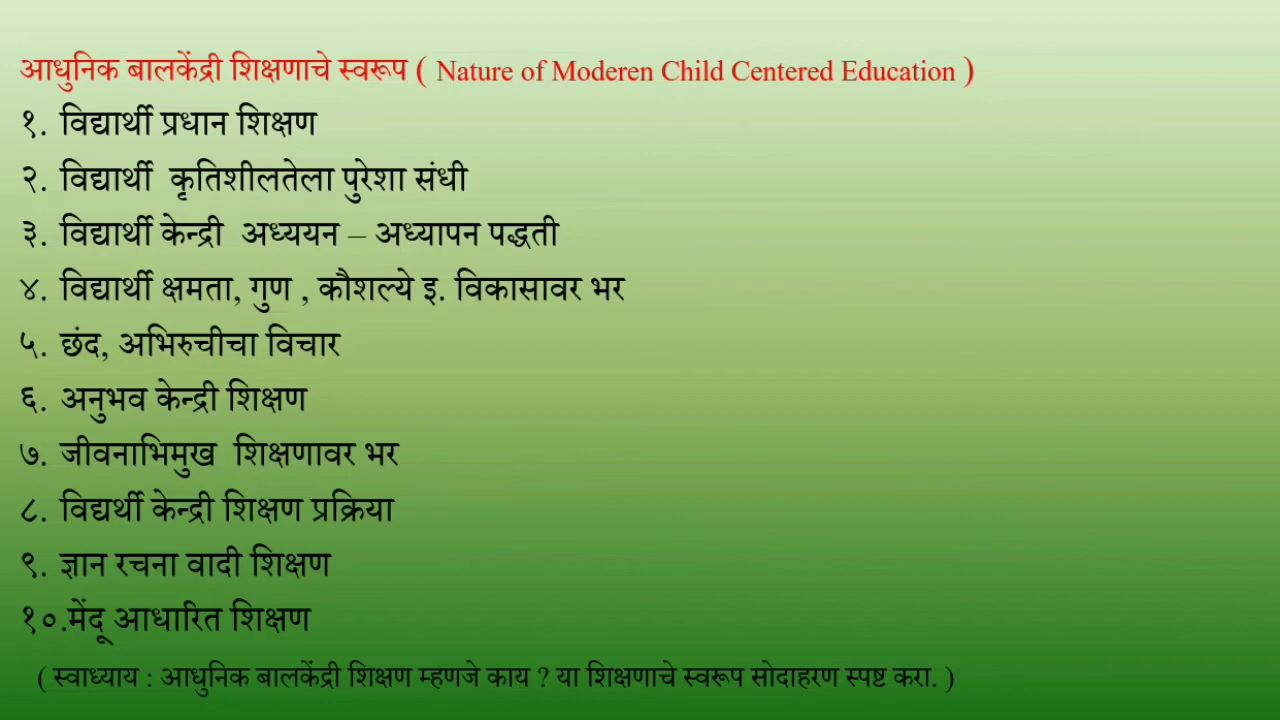 आधुनिक बालकेंद्री शिक्षणाचे स्वरूप ( Nature of Moderen Child Centered Education )
१. विद्यार्थी प्रधान शिक्षण
२. विद्यार्थी कृतिशीलतेला पुरेशा संधी
३. विद्यार्थी केन्द्री अध्ययन – अध्यापन पद्धती
४. विद्यार्थी क्षमता, गुण , कौशल्ये इ. विकासावर भर
५. छंद, अभिरुचीचा विचार
६. अनुभव केन्द्री शिक्षण
७. जीवनाभिमुख शिक्षणावर भर
८. विद्यर्थी केन्द्री शिक्षण प्रक्रिया
९. ज्ञान रचना वादी शिक्षण
१०.मेंदू आधारित शिक्षण
( स्वाध्याय : आधुनिक बालकेंद्री शिक्षण म्हणजे काय ? या शिक्षणाचे स्वरूप सोदाहरण स्पष्ट करा. )